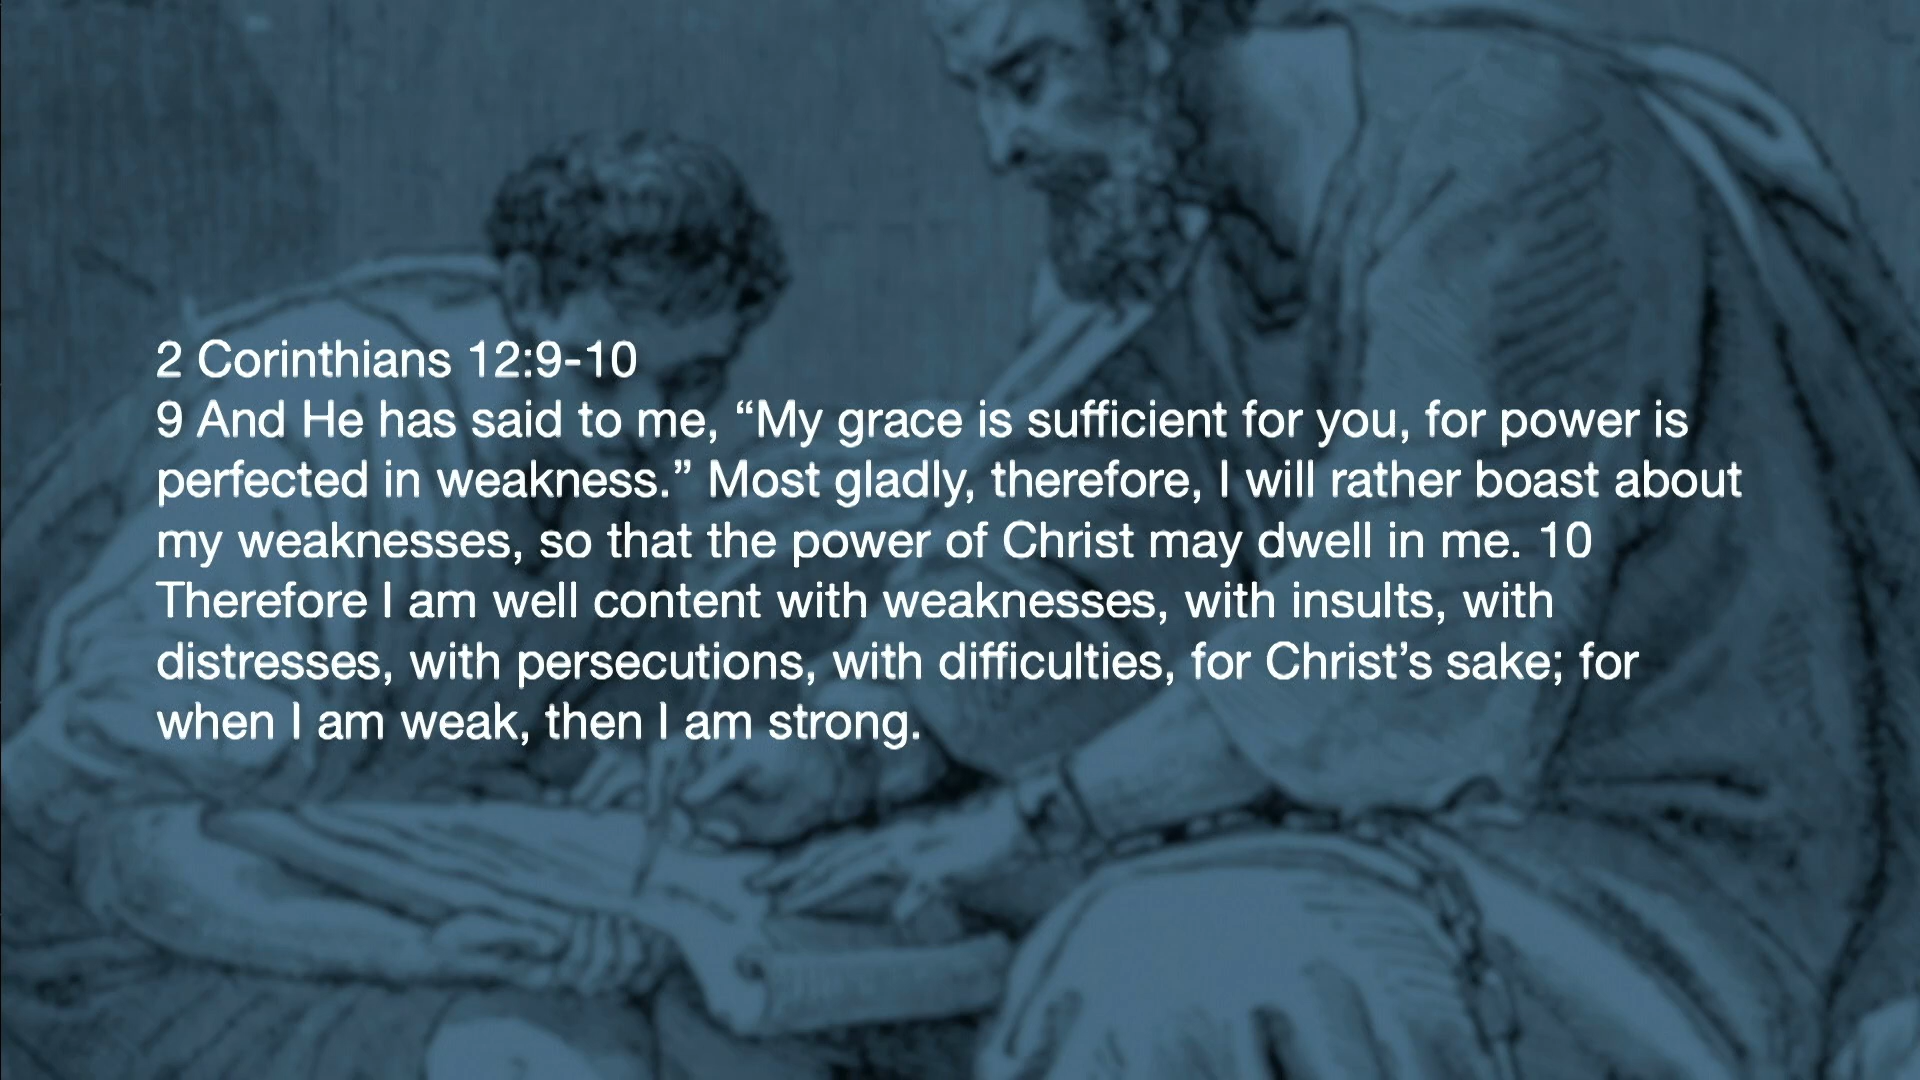 2 Corinthians 12:9-10
9 And He has said to me, “My grace is sufficient for you, for power is
perfected in weakness.” Most gladly, therefore, I will rather boast about
my weaknesses, so that the power of Christ may dwell in me. 10
Therefore I am well content with weaknesses, with insults, with
distresses, with persecutions, with difficulties, for Christ’s sake; for
when I am weak, then I am strong.